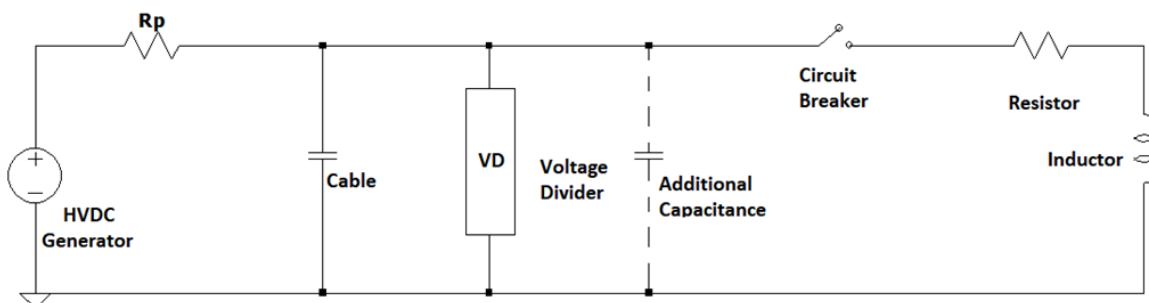 Rp
+
−
HVDC
Generator
Cable
VD
Voltage
Divider
Additional
Capacitance
Circuit
Breaker
Resistor
Inductor